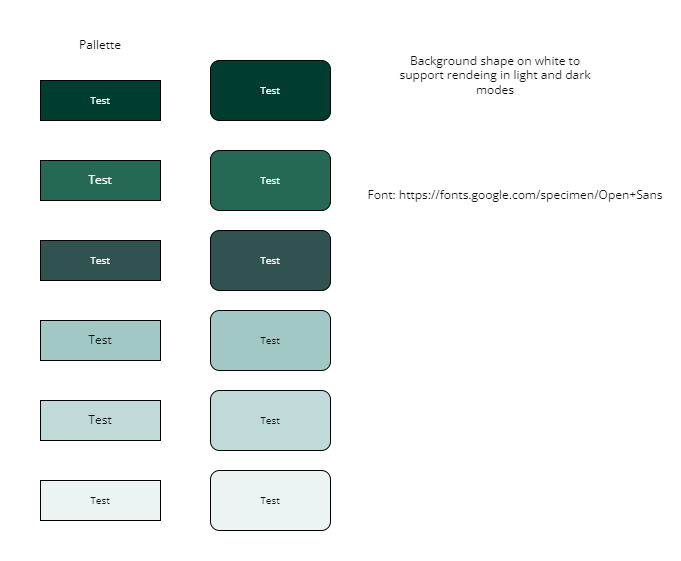 Pallette
Background shape on white to
support rendeing in light and dark
modes
Test
Test
Test
Test
Font: https://fonts.google.com/specimen/Open+Sans
Test
Test
Test
Test
Test
Test
Test
Test